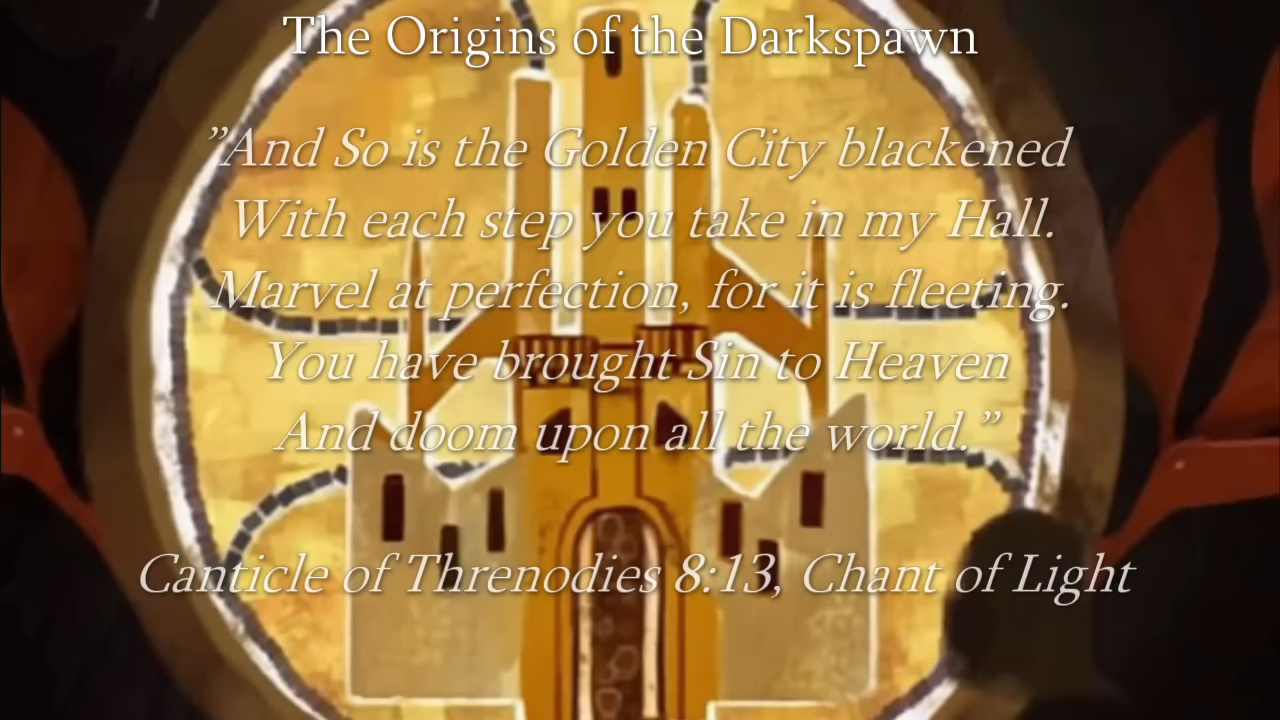 The Origins of the Darkspawn
”And So is the Golden City blackened
With each step you take in my Hall.
Marvel at perfection, for it is fleeting.
You have brought Sin to Heaven
And doom upon all the world.”
Canticle of Threnodies 8:13, Chant of Light